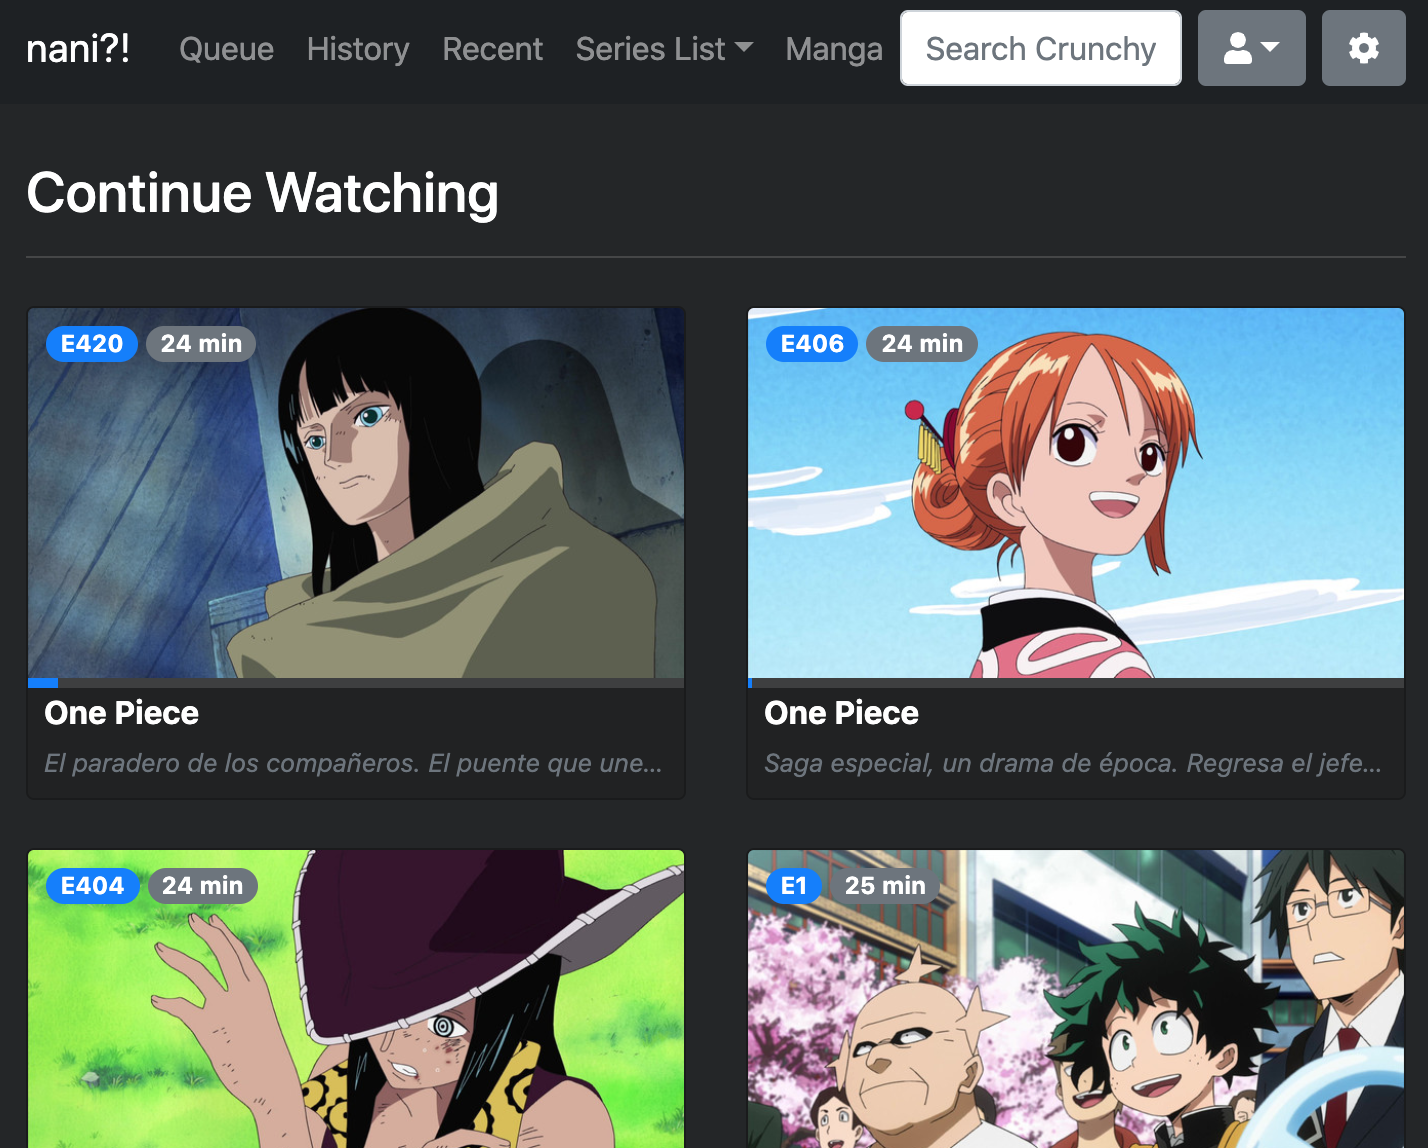 nani?! Queue History Recent Series List Manga Search Crunchy
Continue Watching
E420 24 min
E406 24 min
One Piece
El paradero de los compañeros. El puente que une...
One Piece
Saga especial, un drama de época. Regresa el jefe...
E404 24 min
E1 25 min